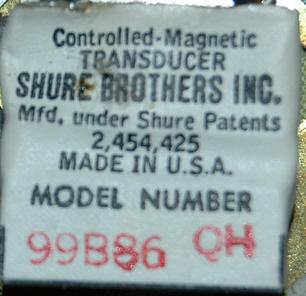 Controlled-Magnetic
TRANSDUCER
SHURE BROTHERS INC.
Mfd. under Shure Patents
2,454,425
MADE IN U.S.A.
MODEL NUMBER
99B86 QH